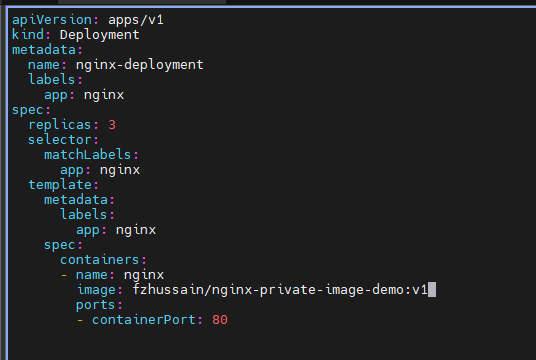 apiVersion: apps/v1
kind: Deployment
metadata:
  name: nginx-deployment
  labels:
    app: nginx
spec:
  replicas: 3
  selector:
    matchLabels:
      app: nginx
  template:
    metadata:
      labels:
        app: nginx
    spec:
      containers:
      - name: nginx
        image: fzhussain/nginx-private-image-demo:v1
        ports:
        - containerPort: 80